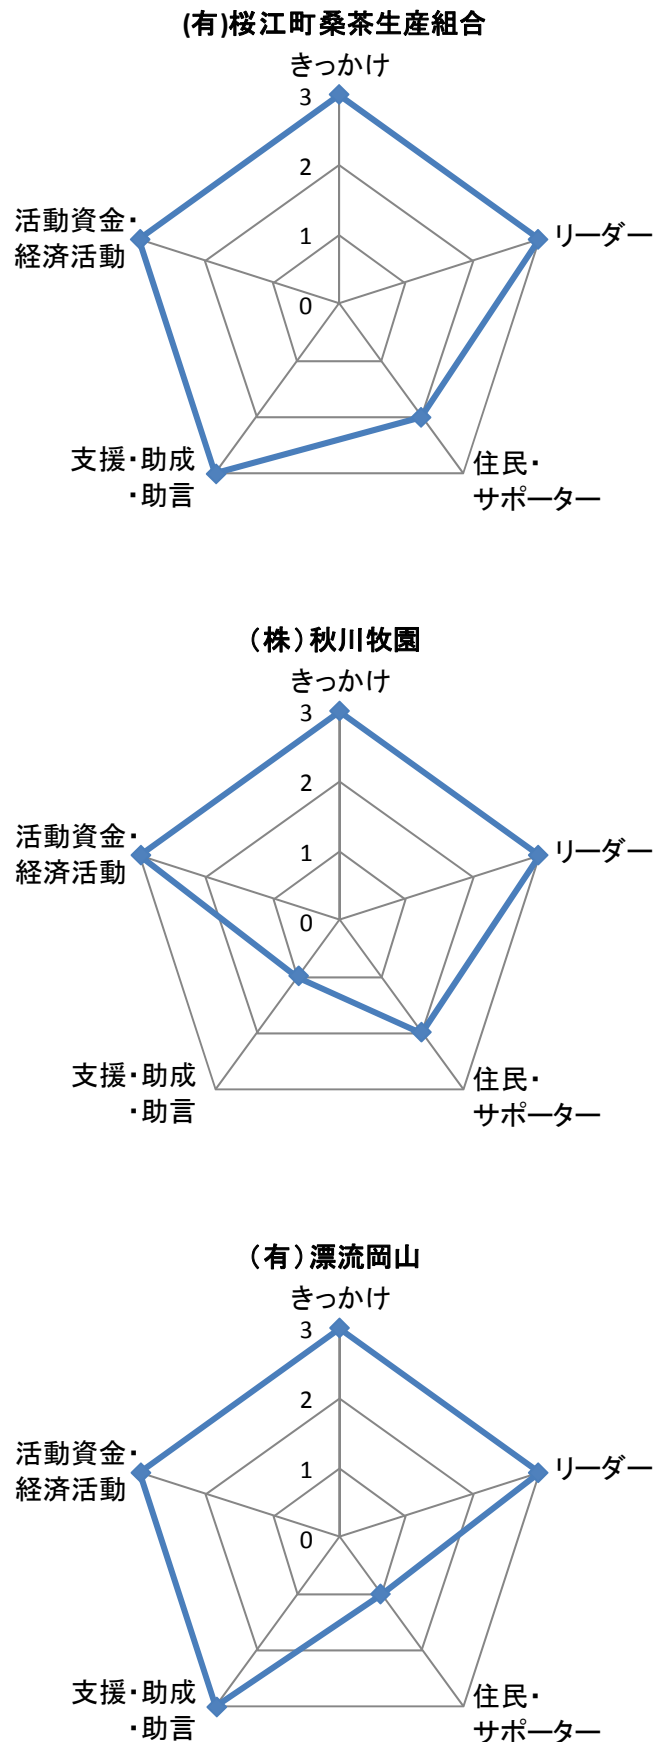 (有)桜江町桑茶生産組合
きっかけ
3
2
1
0
リーダー
住民・
サポーター
支援・助成
・助言
活動資金・
経済活動
（株）秋川牧園
きっかけ
3
2
1
0
リーダー
住民・
サポーター
支援・助成
・助言
活動資金・
経済活動
（有）漂流岡山
きっかけ
3
2
1
0
リーダー
住民・
サポーター
支援・助成
・助言
活動資金・
経済活動